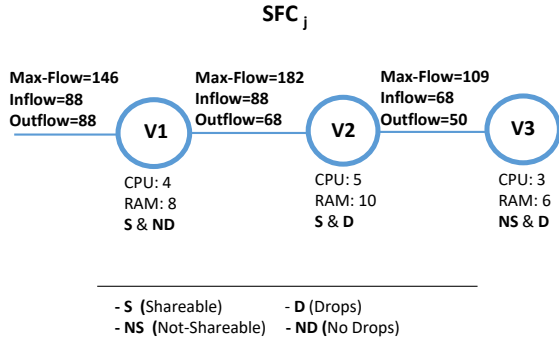 SFC j
Max-Flow=146
Inflow=88
Outflow=88
Max-Flow=182
Inflow=88
Outflow=68
Max-Flow=109
Inflow=68
Outflow=50
V1
V2
V3
CPU: 4
RAM: 8
S & ND
CPU: 5
RAM: 10
S & D
CPU: 3
RAM: 6
NS & D
- S (Shareable)
- D (Drops)
- NS (Not-Shareable)
- ND (No Drops)